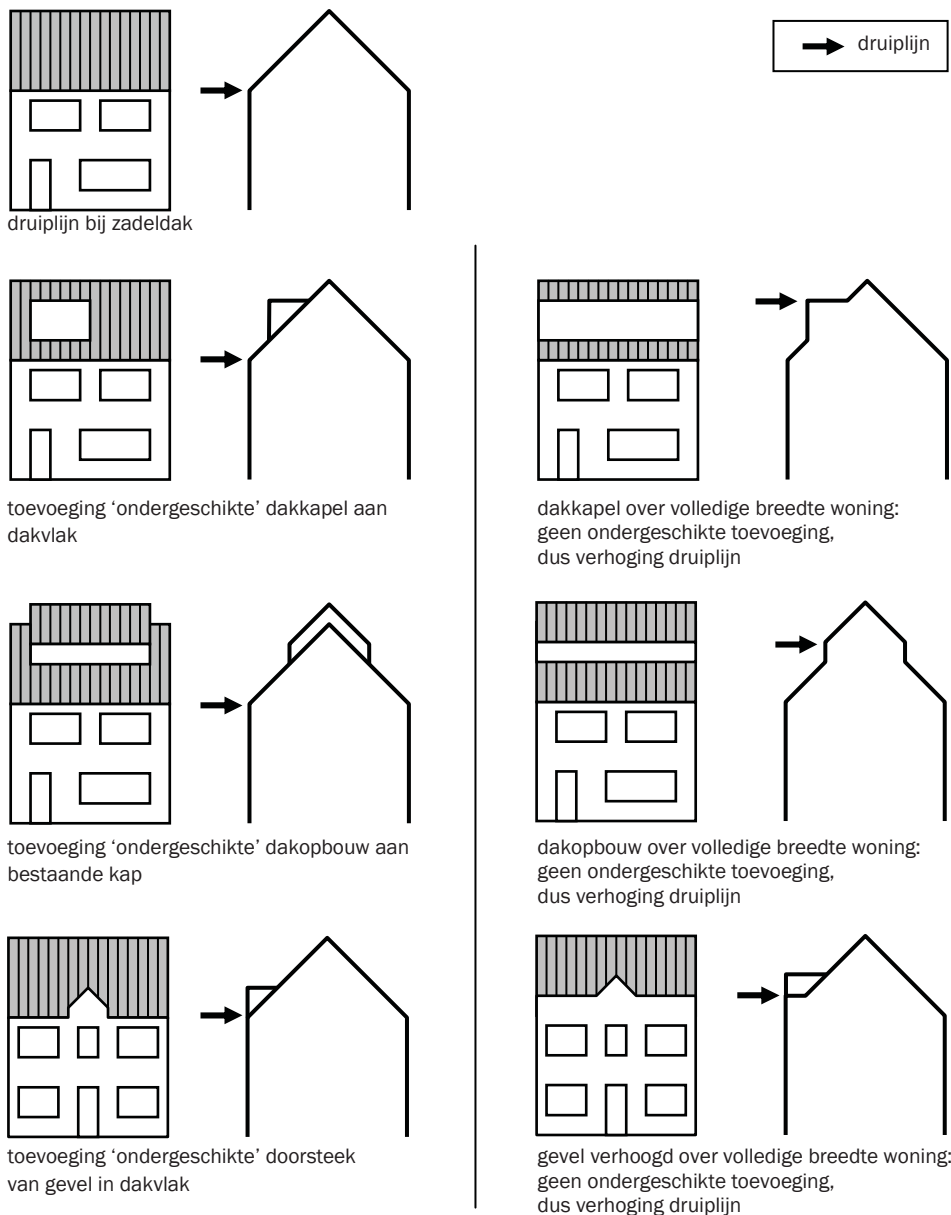 druiplijn
druiplijn bij zadeldak
toevoeging ‘ondergeschikte’ dakkapel aan
dakvlak
dakkapel over volledige breedte woning:
geen ondergeschikte toevoeging,
dus verhoging druiplijn
toevoeging ‘ondergeschikte’ dakopbouw aan
bestaande kap
dakopbouw over volledige breedte woning:
geen ondergeschikte toevoeging,
dus verhoging druiplijn
toevoeging ‘ondergeschikte’ doorsteek
van gevel in dakvlak
gevel verhoogd over volledige breedte woning:
geen ondergeschikte toevoeging,
dus verhoging druiplijn